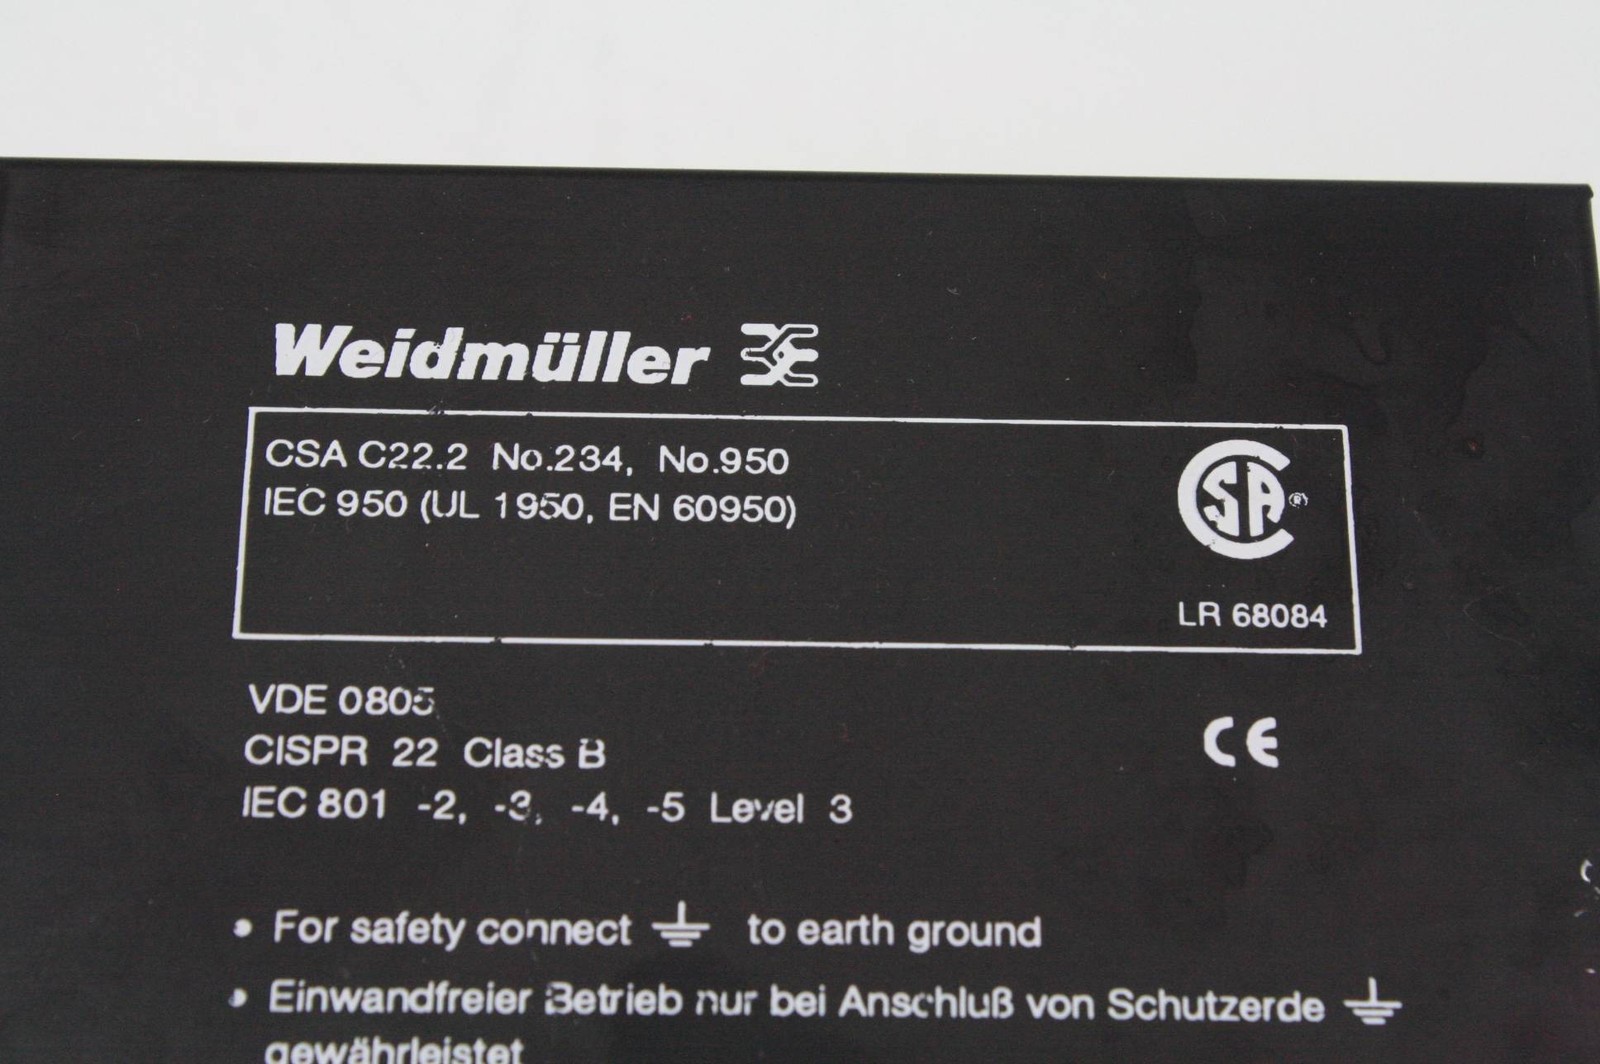 Weidmüller
CSA C22.2 No.234, No.950
IEC 950 (UL 1950, EN 60950)
CSA ®
LR 68084
VDE 0805
CISPR 22 Class B
CE
IEC 801 -2, -3, -4, -5 Level 3
• For safety connect ⏚ to earth ground
• Einwandfreier Betrieb nur bei Anschluß von Schutzerde ⏚
gewährleistet